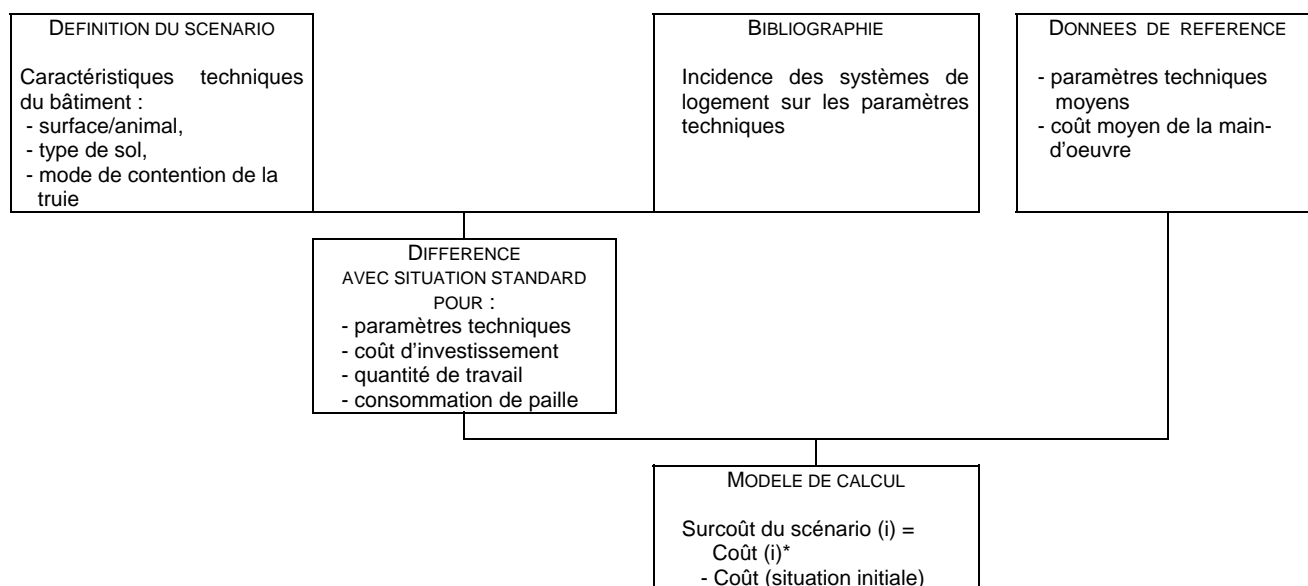 DEFINITION DU SCENARIO
Caractéristiques techniques
du bâtiment :
- surface/animal,
- type de sol,
- mode de contention de la
truie
BIBLIOGRAPHIE
Incidence des systèmes de
logement sur les paramètres
techniques
DONNEES DE REFERENCE
- paramètres techniques
moyens
- coût moyen de la main-
d'oeuvre
DIFFERENCE
AVEC SITUATION STANDARD
POUR :
- paramètres techniques
- coût d'investissement
- quantité de travail
- consommation de paille
MODELE DE CALCUL
Surcoût du scénario (i) =
Coût (i)*
- Coût (situation initiale)